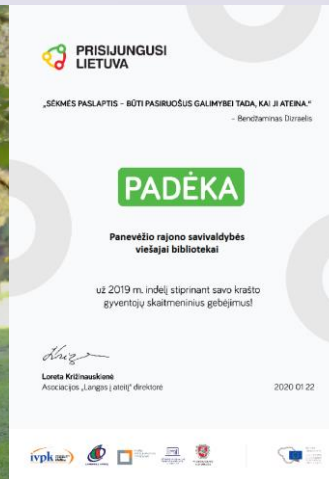 PRISIJUNGUSI
LIETUVA
„SĖKMĖS PASLAPTIS – BŪTI PASIRUOŠUS GALIMYBEI TADA, KAI JI ATEINA.“
– Bendžaminas Dizraelis
PADĖKA
Panevėžio rajono savivaldybės
viešajai bibliotekai
už 2019 m. indėlį stiprinant savo krašto
gyventojų skaitmeninius gebėjimus!
Loreta Križinauskienė
Asociacijos „Langas į ateitį“ direktorė
2020 01 22
ivpk